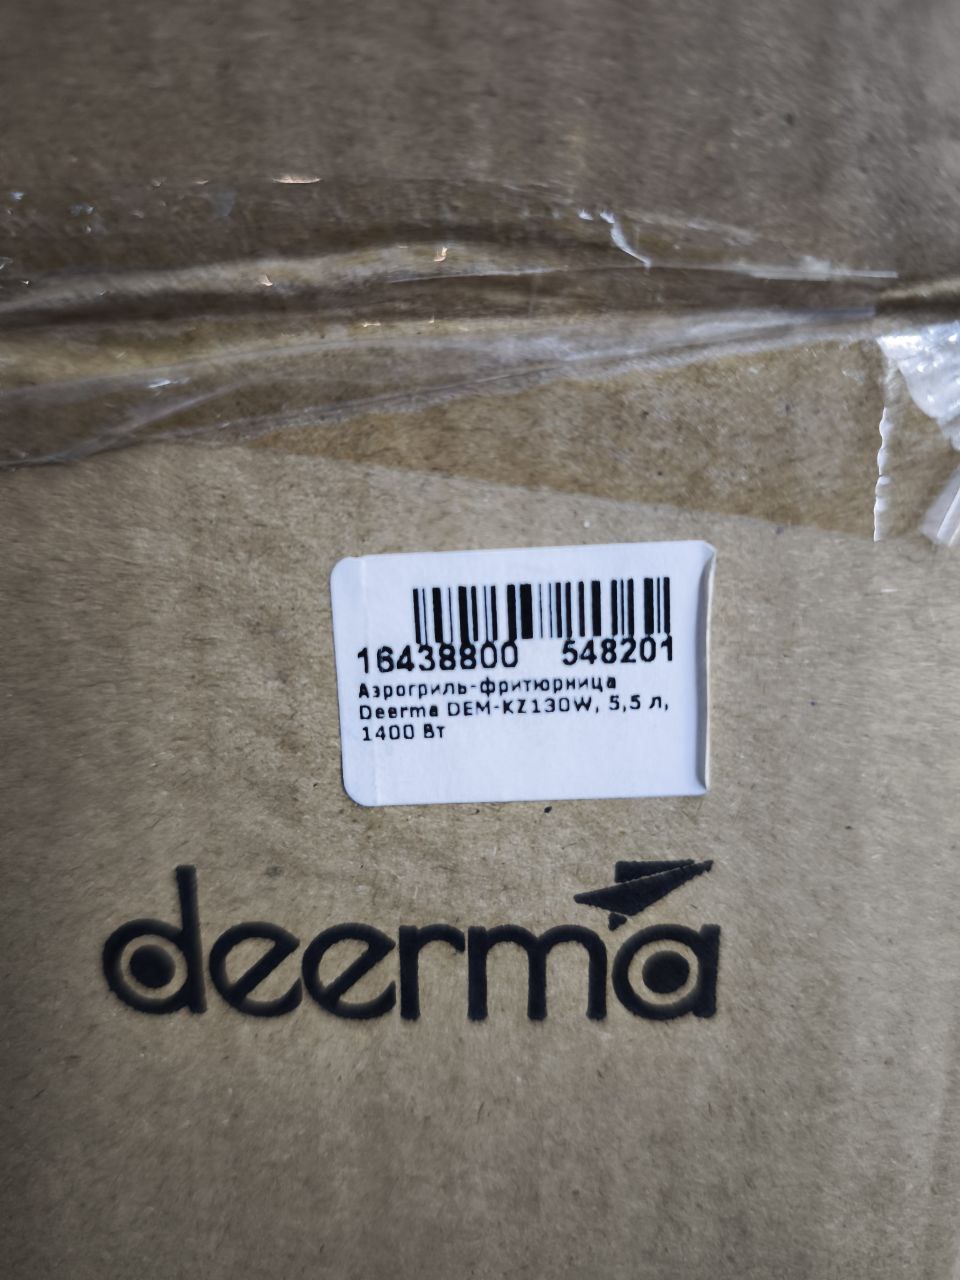 16438800 548201
Аэрогриль-фритюрница
Deerma DEM-KZ130W, 5,5 л,
1400 Вт
deerma